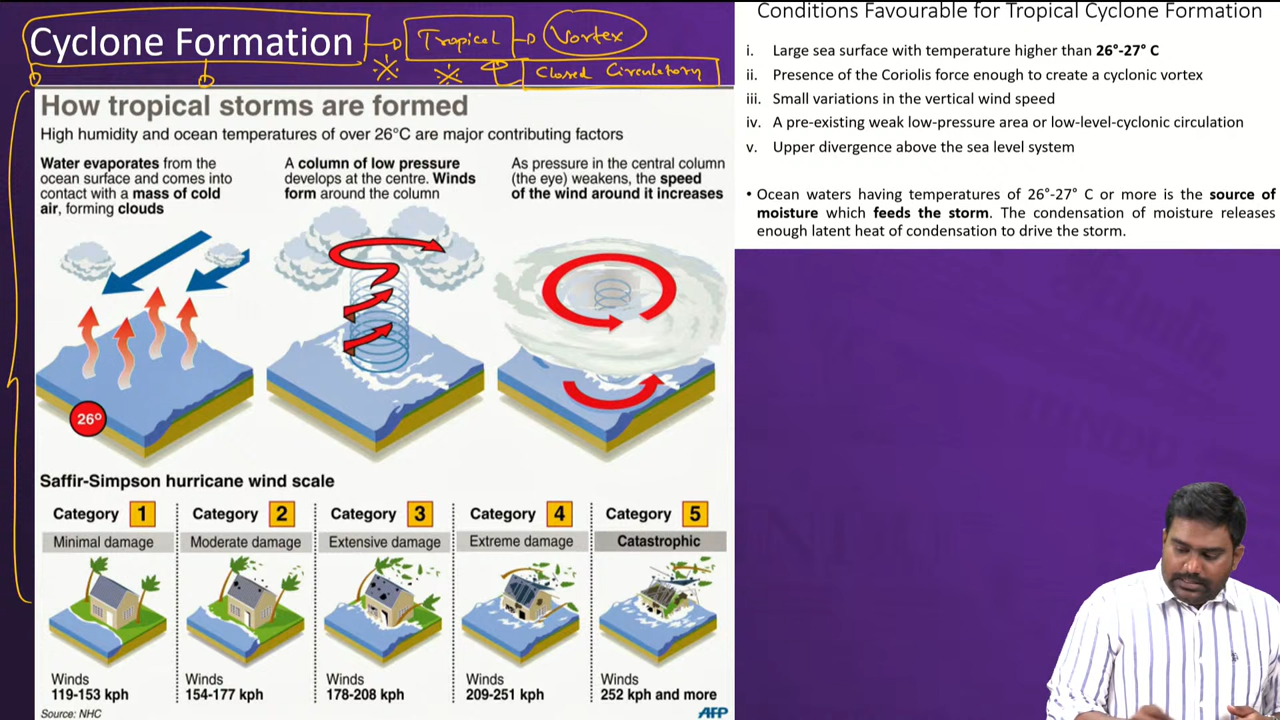 Cyclone Formation
Tropical
Vortex
Closed Circulatory
How tropical storms are formed
High humidity and ocean temperatures of over 26°C are major contributing factors
Water evaporates from the
ocean surface and comes into
contact with a mass of cold
air, forming clouds
A column of low pressure
develops at the centre. Winds
form around the column
As pressure in the central column
(the eye) weakens, the speed
of the wind around it increases
26º
Saffir-Simpson hurricane wind scale
Category 1
Minimal damage
Winds
119-153 kph
Category 2
Moderate damage
Winds
154-177 kph
Category 3
Extensive damage
Winds
178-208 kph
Category 4
Extreme damage
Winds
209-251 kph
Category 5
Catastrophic
Winds
252 kph and more
Source: NHC
AFP
Conditions Favourable for Tropical Cyclone Formation
i. Large sea surface with temperature higher than 26°-27° C
ii. Presence of the Coriolis force enough to create a cyclonic vortex
iii. Small variations in the vertical wind speed
iv. A pre-existing weak low-pressure area or low-level-cyclonic circulation
v. Upper divergence above the sea level system
• Ocean waters having temperatures of 26°-27° C or more is the source of
moisture which feeds the storm. The condensation of moisture releases
enough latent heat of condensation to drive the storm.